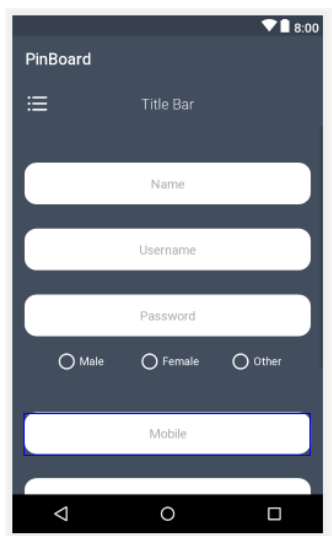 8:00
PinBoard
Title Bar
Name
Username
Password
Male Female Other
Mobile